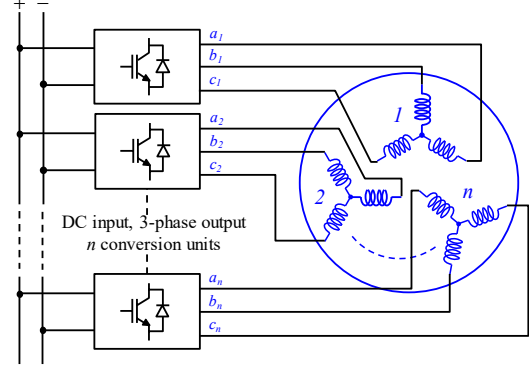 + −
a1
b1
c1
1
a2
b2
c2
2
n
DC input, 3-phase output
n conversion units
an
bn
cn